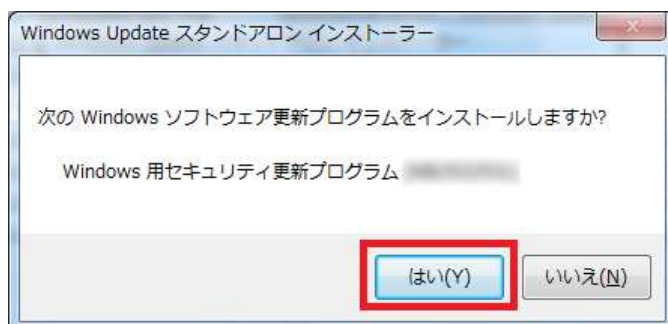 Windows Update スタンドアロン インストーラー
次の Windows ソフトウェア更新プログラムをインストールしますか?
Windows 用セキュリティ更新プログラム
はい(Y)
いいえ(N)